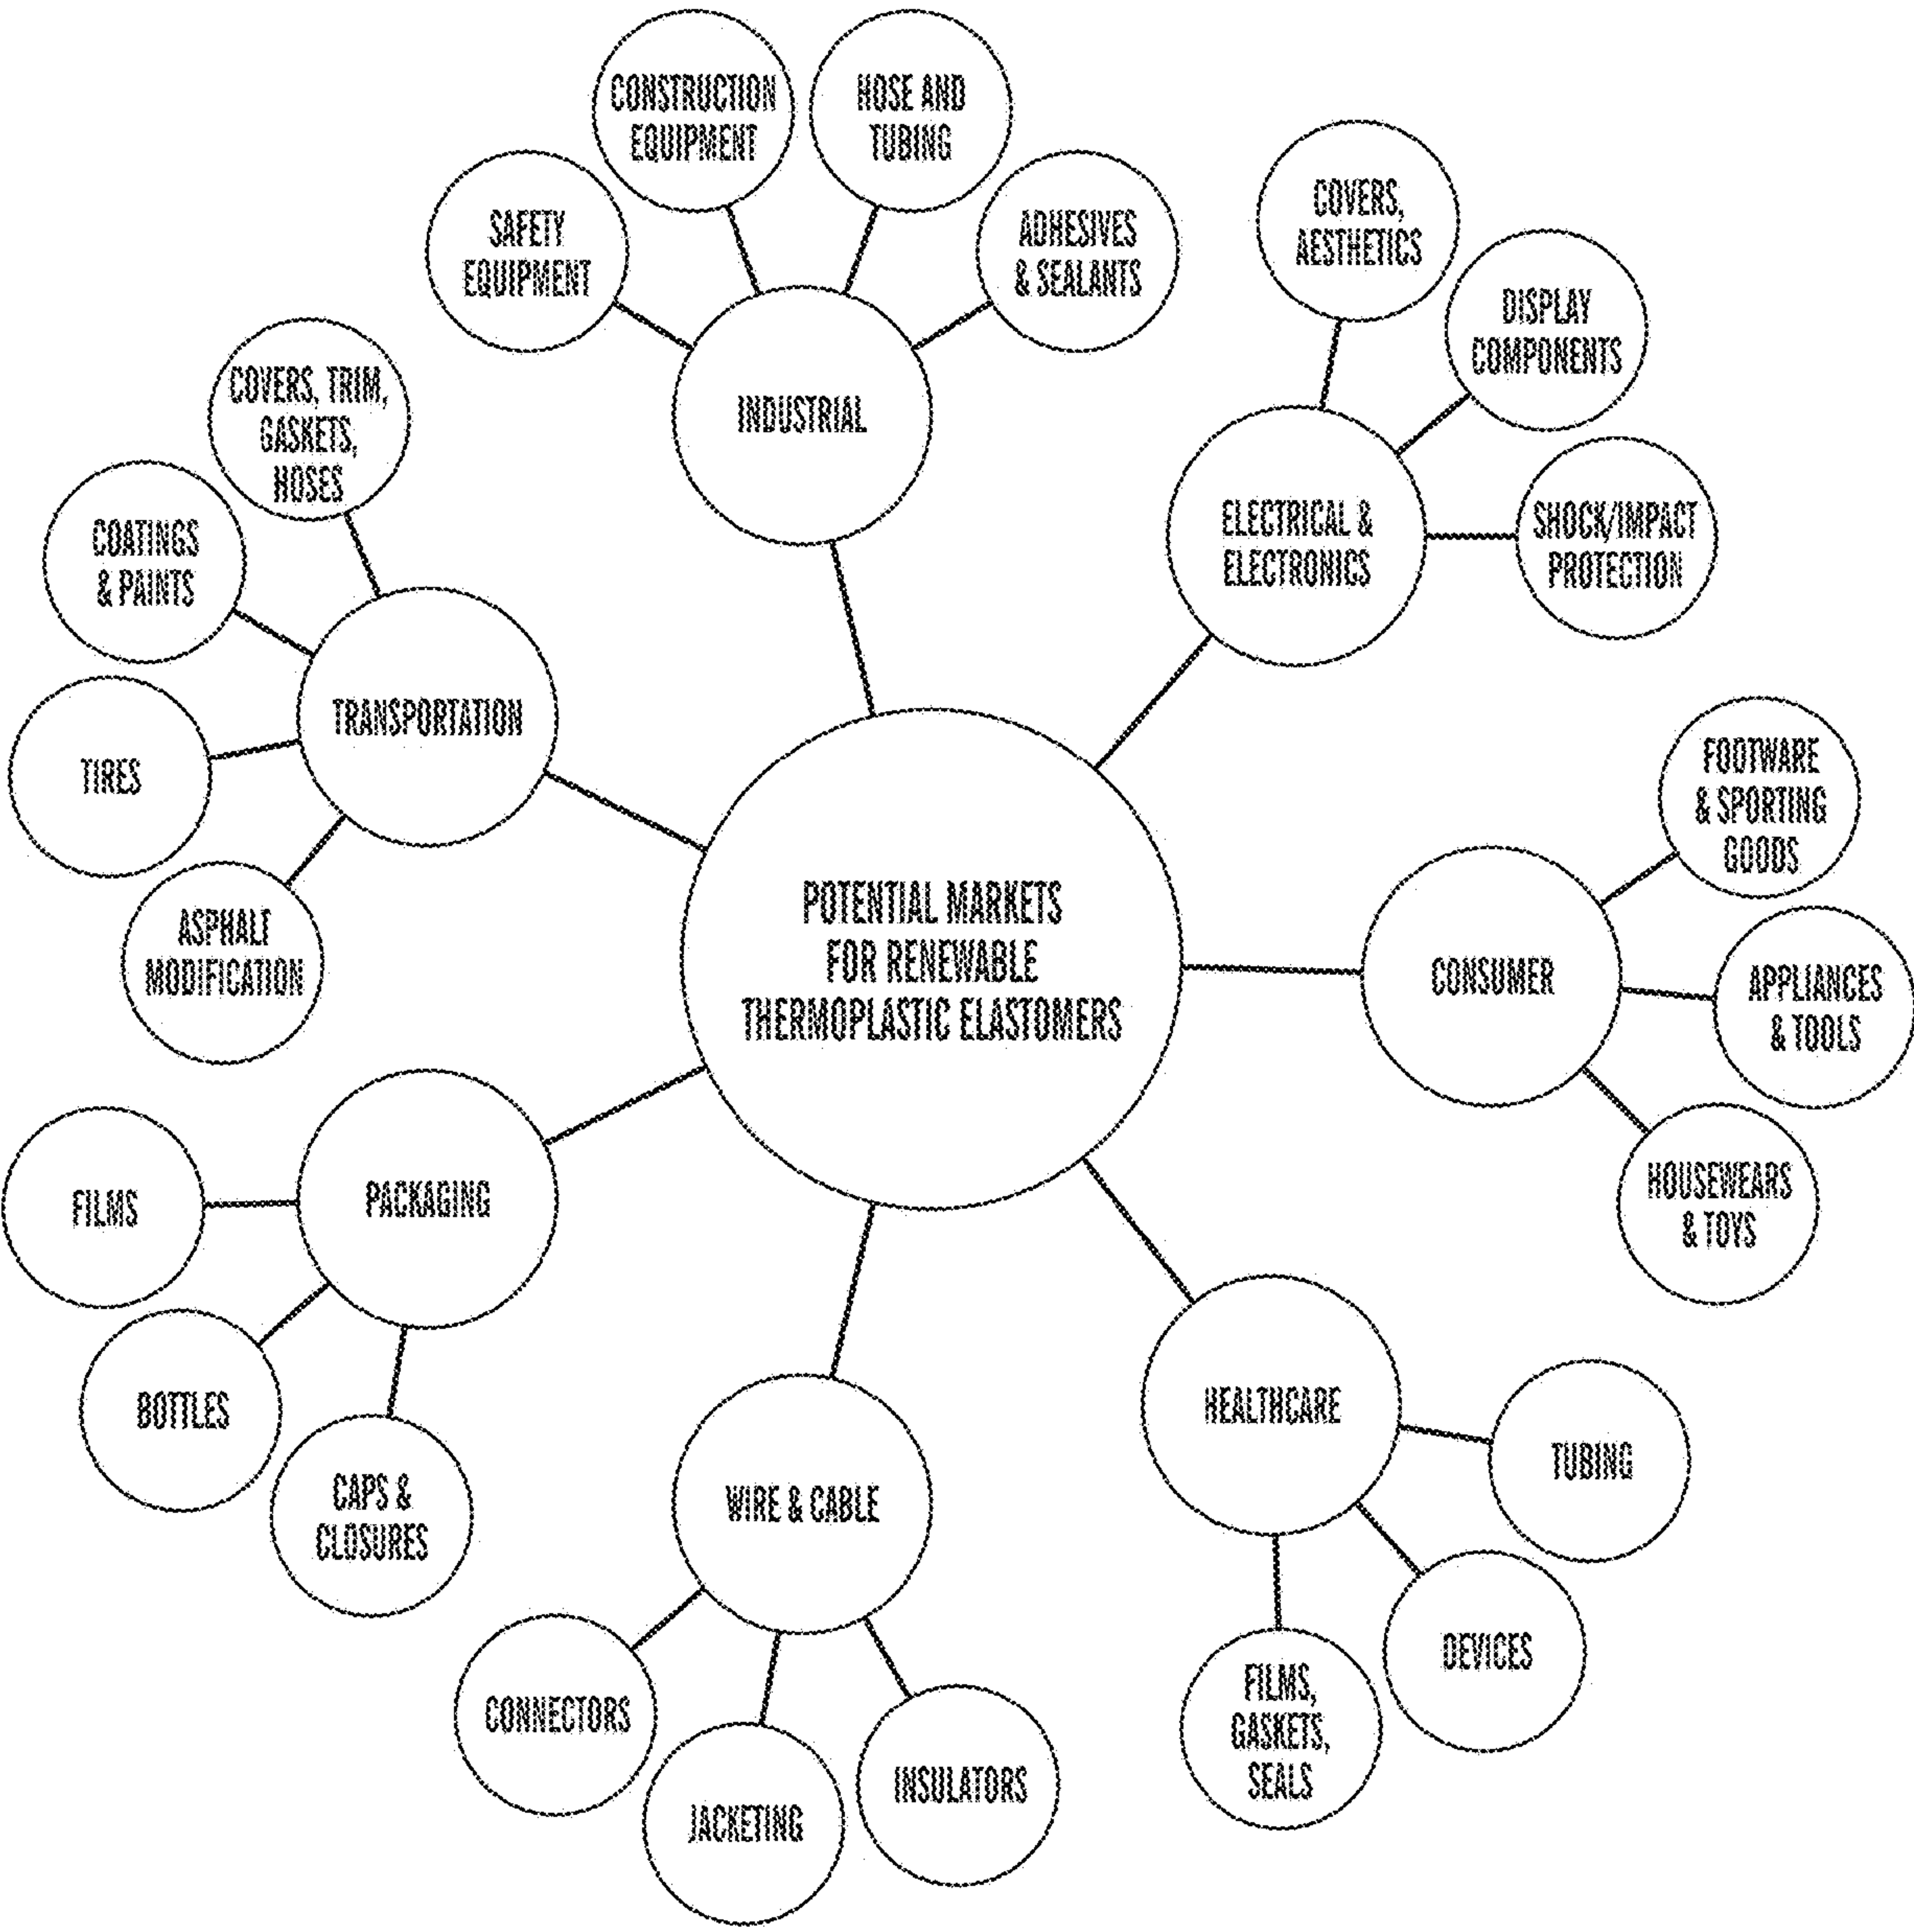 CONSTRUCTION
EQUIPMENT
HOSE AND
TUBING
SAFETY
EQUIPMENT
ADHESIVES
& SEALANTS
INDUSTRIAL
COVERS,
AESTHETICS
DISPLAY
COMPONENTS
SHOCK/IMPACT
PROTECTION
ELECTRICAL &
ELECTRONICS
COVERS, TRIM,
GASKETS,
HOSES
COATINGS
& PAINTS
TIRES
ASPHALT
MODIFICATION
TRANSPORTATION
POTENTIAL MARKETS
FOR RENEWABLE
THERMOPLASTIC ELASTOMERS
FOOTWARE
& SPORTING
GOODS
CONSUMER
APPLIANCES
& TOOLS
HOUSEWEARS
& TOYS
PACKAGING
FILMS
BOTTLES
CAPS &
CLOSURES
WIRE & CABLE
CONNECTORS
JACKETING
INSULATORS
HEALTHCARE
TUBING
DEVICES
FILMS,
GASKETS,
SEALS